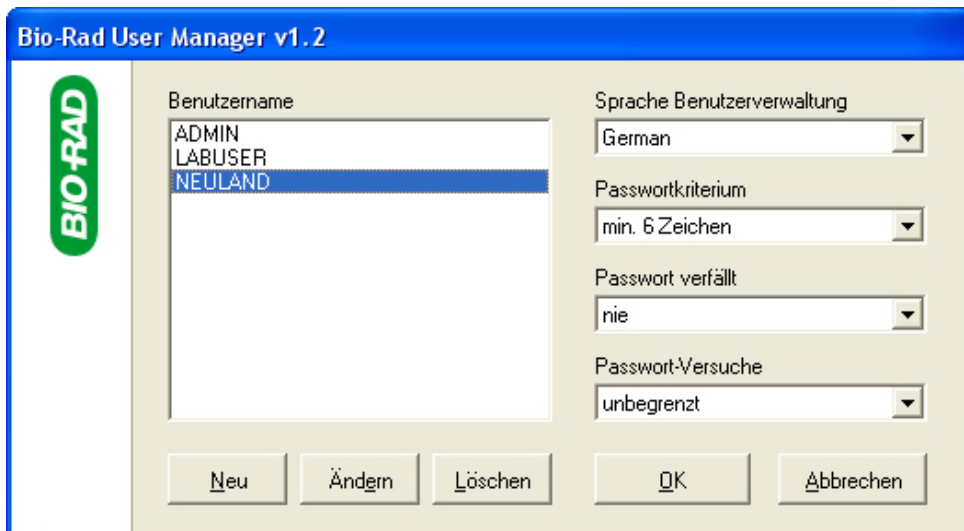 Bio-Rad User Manager v1.2
BIO-RAD
Benutzername
ADMIN
LABUSER
NEULAND
Sprache Benutzerverwaltung
German
Passwortkriterium
min. 6 Zeichen
Passwort verfällt
nie
Passwort-Versuche
unbegrenzt
Neu
Ändern
Löschen
OK
Abbrechen